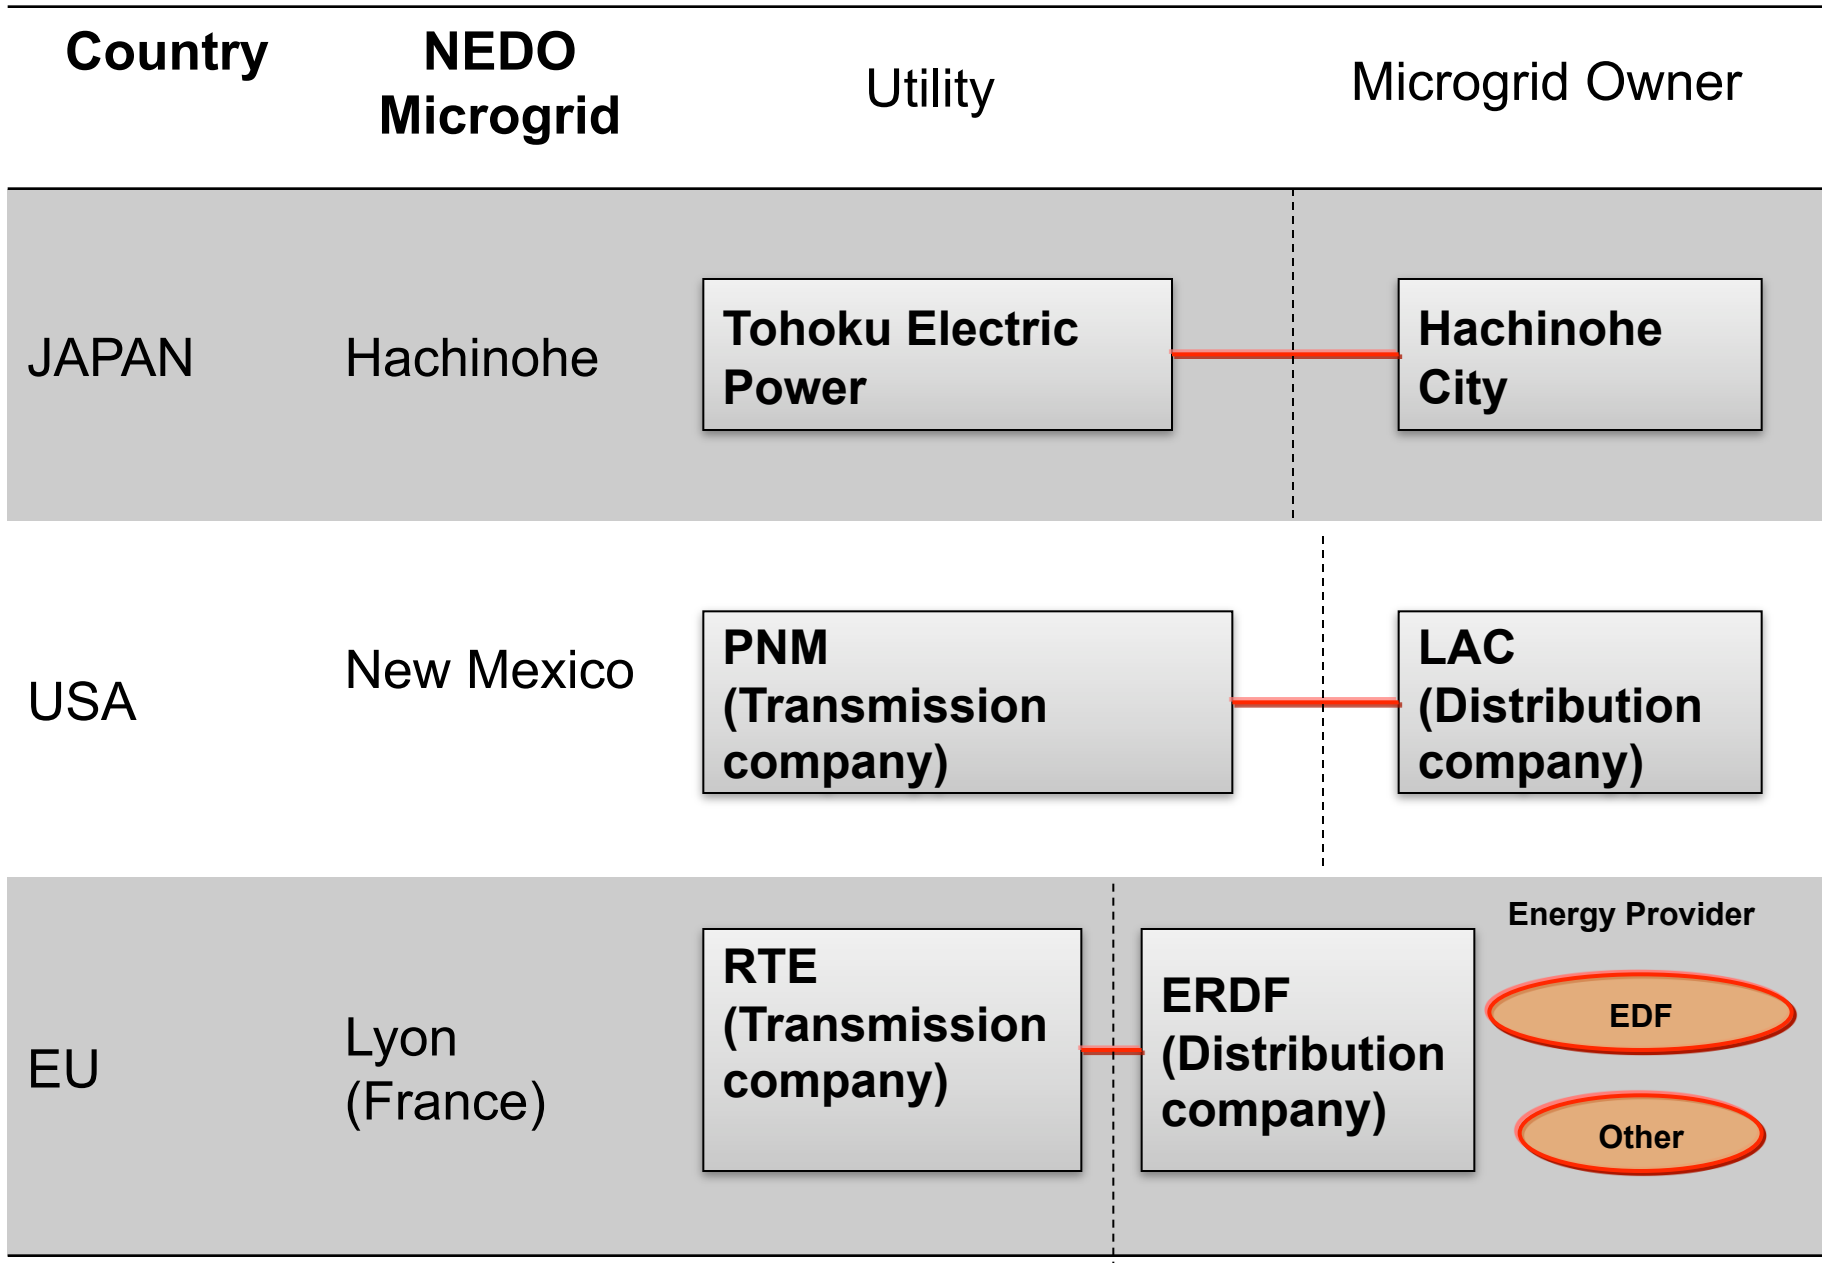 Country
NEDO
Microgrid
Utility
Microgrid Owner
JAPAN
Hachinohe
Tohoku Electric
Power
Hachinohe
City
USA
New Mexico
PNM
(Transmission
company)
LAC
(Distribution
company)
EU
Lyon
(France)
RTE
(Transmission
company)
ERDF
(Distribution
company)
Energy Provider
EDF
Other